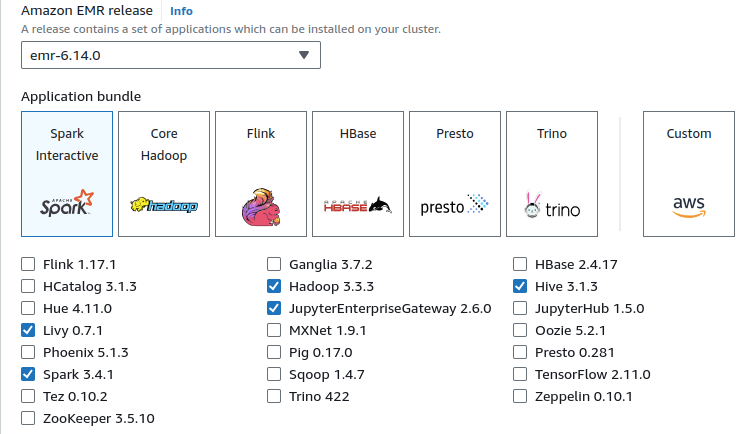 Amazon EMR release Info
A release contains a set of applications which can be installed on your cluster.
emr-6.14.0
Application bundle
Spark Interactive
APACHE Spark
Core Hadoop
hadoop
Flink
HBase
APACHE HBASE
Presto
presto
Trino
trino
Custom
aws
Flink 1.17.1
Ganglia 3.7.2
HBase 2.4.17
HCatalog 3.1.3
Hadoop 3.3.3
Hive 3.1.3
Hue 4.11.0
JupyterEnterpriseGateway 2.6.0
JupyterHub 1.5.0
Livy 0.7.1
MXNet 1.9.1
Oozie 5.2.1
Phoenix 5.1.3
Pig 0.17.0
Presto 0.281
Spark 3.4.1
Sqoop 1.4.7
TensorFlow 2.11.0
Tez 0.10.2
Trino 422
Zeppelin 0.10.1
ZooKeeper 3.5.10